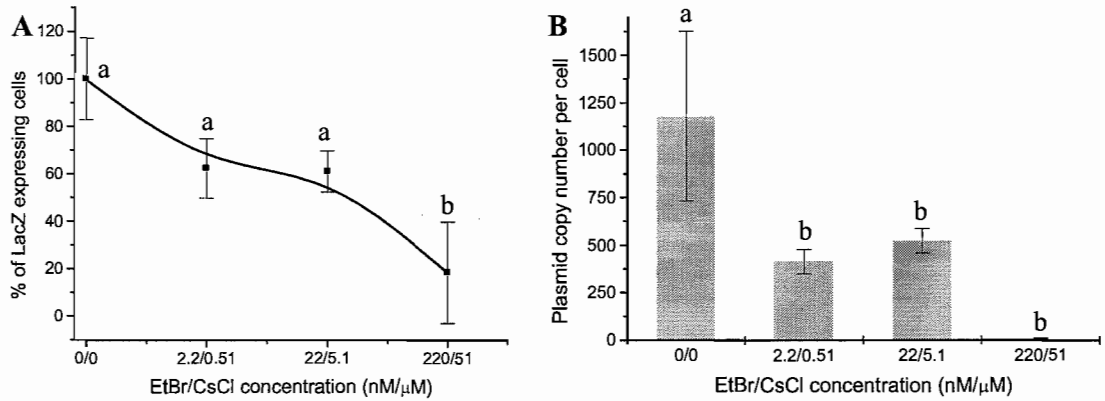 A
% of LacZ expressing cells
120
100
80
60
40
20
0
a
a
a
b
0/0 2.2/0.51 22/5.1 220/51
EtBr/CsCl concentration (nM/μM)
B
Plasmid copy number per cell
1500
1250
1000
750
500
250
0
a
b
b
b
0/0 2.2/0.51 22/5.1 220/51
EtBr/CsCl concentration (nM/μM)